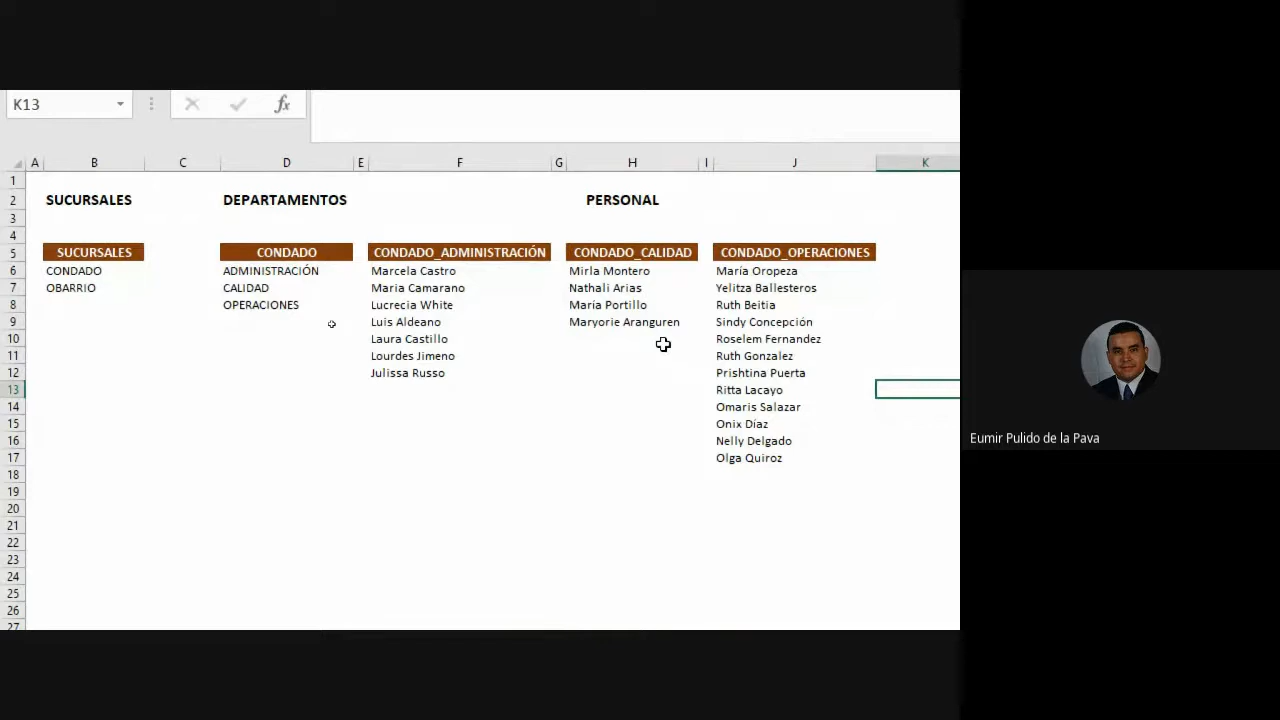 K13
fx
A B C D E F G H I J K
1
2 SUCURSALES DEPARTAMENTOS PERSONAL
3
4
5 SUCURSALES CONDADO CONDADO_ADMINISTRACIÓN CONDADO_CALIDAD CONDADO_OPERACIONES
6 CONDADO ADMINISTRACIÓN Marcela Castro Mirla Montero María Oropeza
7 OBARRIO CALIDAD Maria Camarano Nathali Arias Yelitza Ballesteros
8 OPERACIONES Lucrecia White María Portillo Ruth Beitia
9 Luis Aldeano Maryorie Aranguren Sindy Concepción
10 Laura Castillo Roselem Fernandez
11 Lourdes Jimeno Ruth Gonzalez
12 Julissa Russo Prishtina Puerta
13 Ritta Lacayo
14 Omaris Salazar
15 Onix Díaz
16 Nelly Delgado
17 Olga Quiroz
18
19
20
21
22
23
24
25
26
27
Eumir Pulido de la Pava